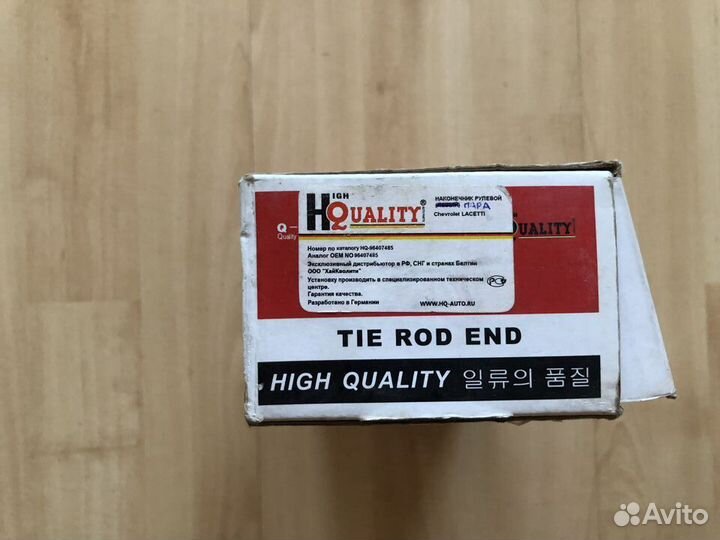 HIGH
QUALITY
НАКОНЕЧНИК РУЛЕВОЙ
ПАРА
Chevrolet LACETTI
Q –
Quality
QUALITY
Номер по каталогу HQ-96407485
Аналог OEM NO 96407485
Эксклюзивный дистрибьютор в РФ, СНГ и странах Балтии
ООО "ХайКволити"
Установку производить в специализированном техническом
центре.
Гарантия качества.
Разработано в Германии
WWW.HQ-AUTO.RU
TIE ROD END
HIGH QUALITY 일류의 품질
Avito